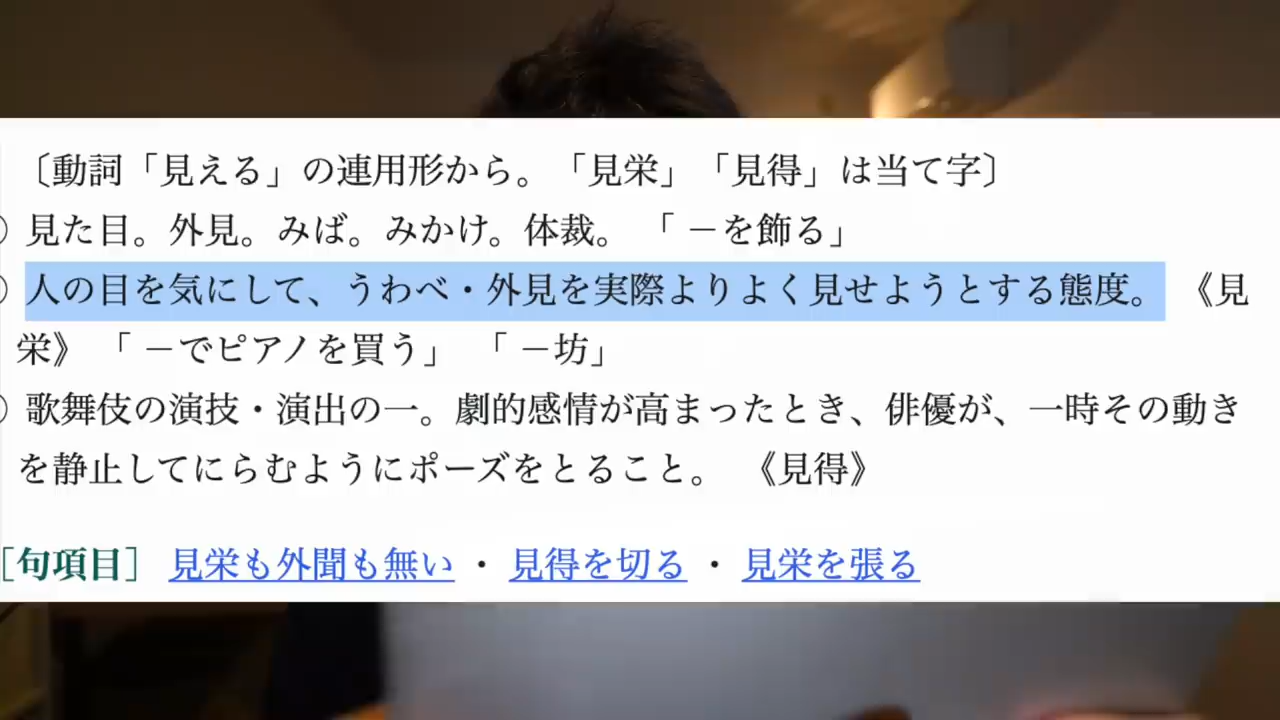 〔動詞「見える」の連用形から。「見栄」「見得」は当て字〕
見た目。外見。みば。みかけ。体裁。 「 −を飾る」
人の目を気にして、うわべ・外見を実際よりよく見せようとする態度。 《見
栄》 「 −でピアノを買う」 「 −坊」
歌舞伎の演技・演出の一。劇的感情が高まったとき、俳優が、一時その動き
を静止してにらむようにポーズをとること。 《見得》
[句項目] 見栄も外聞も無い ・ 見得を切る ・ 見栄を張る